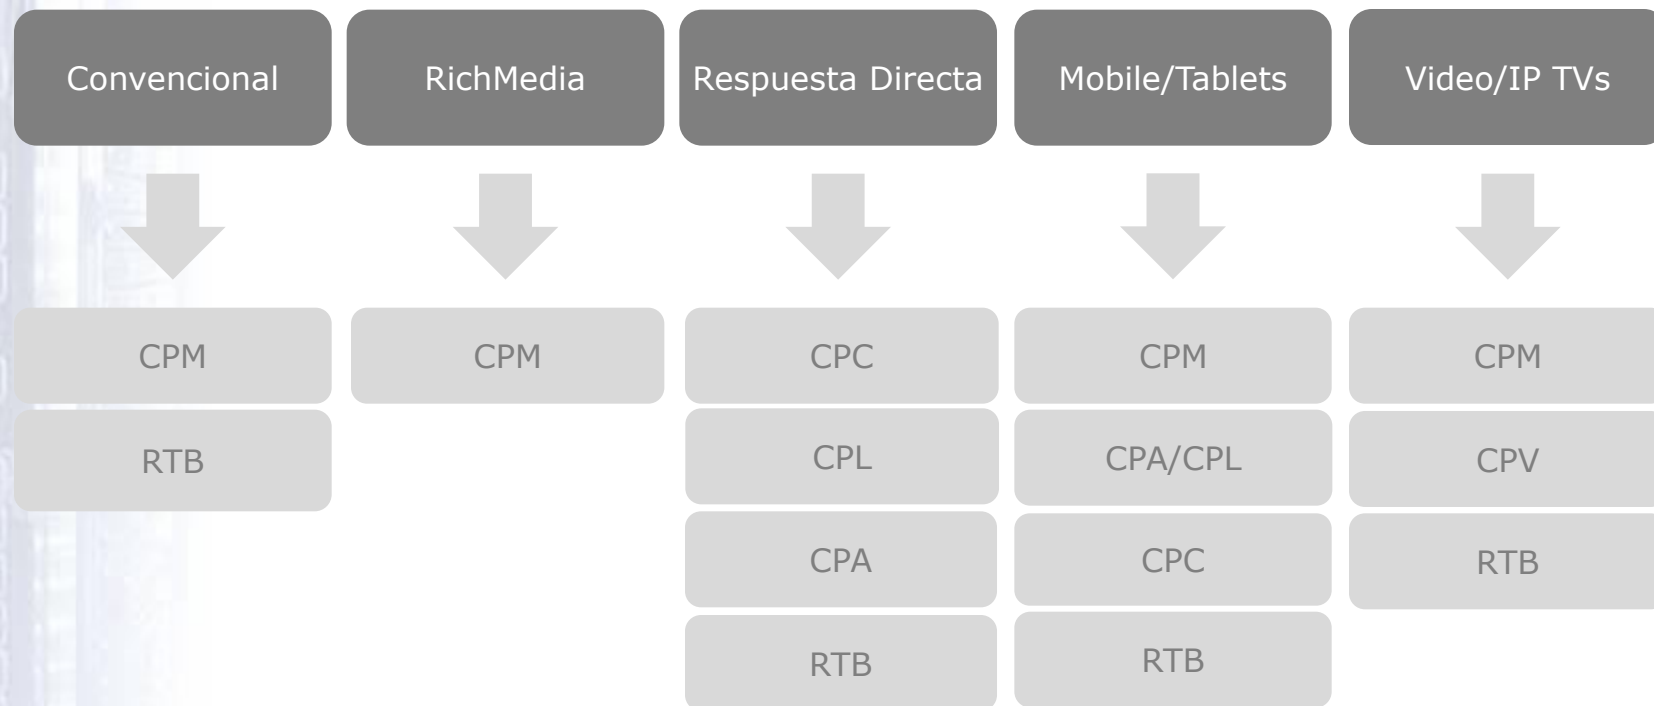 Convencional
RichMedia
Respuesta Directa
Mobile/Tablets
Video/IP TVs
CPM
CPM
CPC
CPM
CPM
RTB
CPL
CPA/CPL
CPV
CPA
CPC
RTB
RTB
RTB